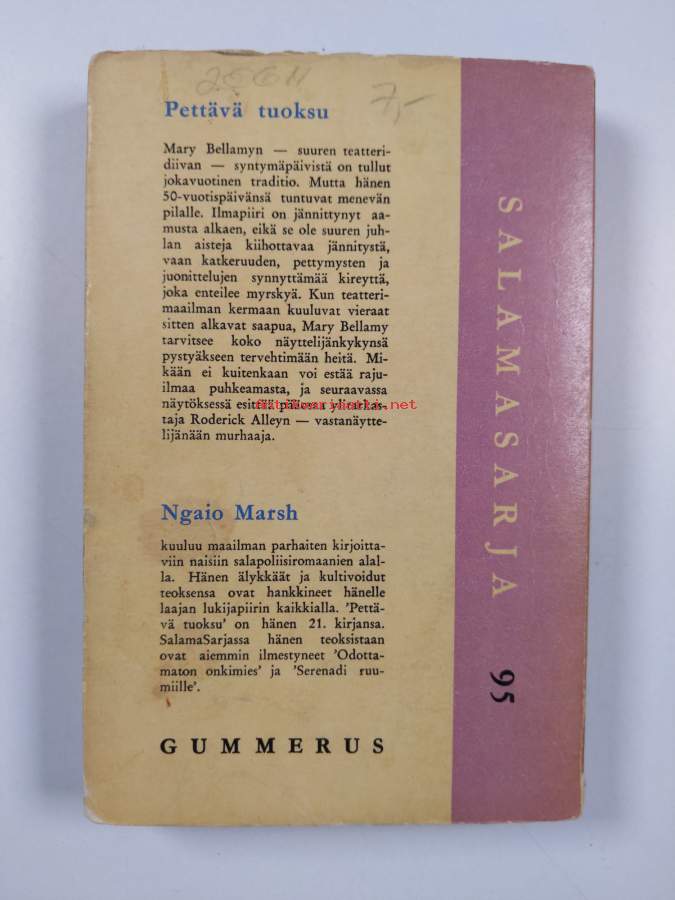 7,-
Pettävä tuoksu
Mary Bellamyn — suuren teatteri-
diivan — syntymäpäivistä on tullut
jokavuotinen traditio. Mutta hänen
50-vuotispäivänsä tuntuvat menevän
pilalle. Ilmapiiri on jännittynyt aa-
musta alkaen, eikä se ole suuren juh-
lan aisteja kiihottavaa jännitystä,
vaan katkeruuden, pettymysten ja
juonittelujen synnyttämää kireyttä,
joka enteilee myrskyä. Kun teatteri-
maailman kermaan kuuluvat vieraat
sitten alkavat saapua, Mary Bellamy
tarvitsee koko näyttelijänkykynsä
pystyäkseen tervehtimään heitä. Mi-
kään ei kuitenkaan voi estää raju-
ilmaa puhkeamasta, ja seuraavassa
näytöksessä esittää pääosaa ylitarkas-
taja Roderick Alleyn — vastanäytte-
lijänään murhaaja.
antikvariaatti.net
Ngaio Marsh
kuuluu maailman parhaiten kirjoitta-
viin naisiin salapoliisiromaanien alal-
la. Hänen älykkäät ja kultivoidut
teoksensa ovat hankkineet hänelle
laajan lukijapiirin kaikkialla. 'Pettä-
vä tuoksu' on hänen 21. kirjansa.
SalamaSarjassa hänen teoksistaan
ovat aiemmin ilmestyneet 'Odotta-
maton onkimies' ja 'Serenadi ruu-
miille'.
GUMMERUS
SALAMASARJA 95